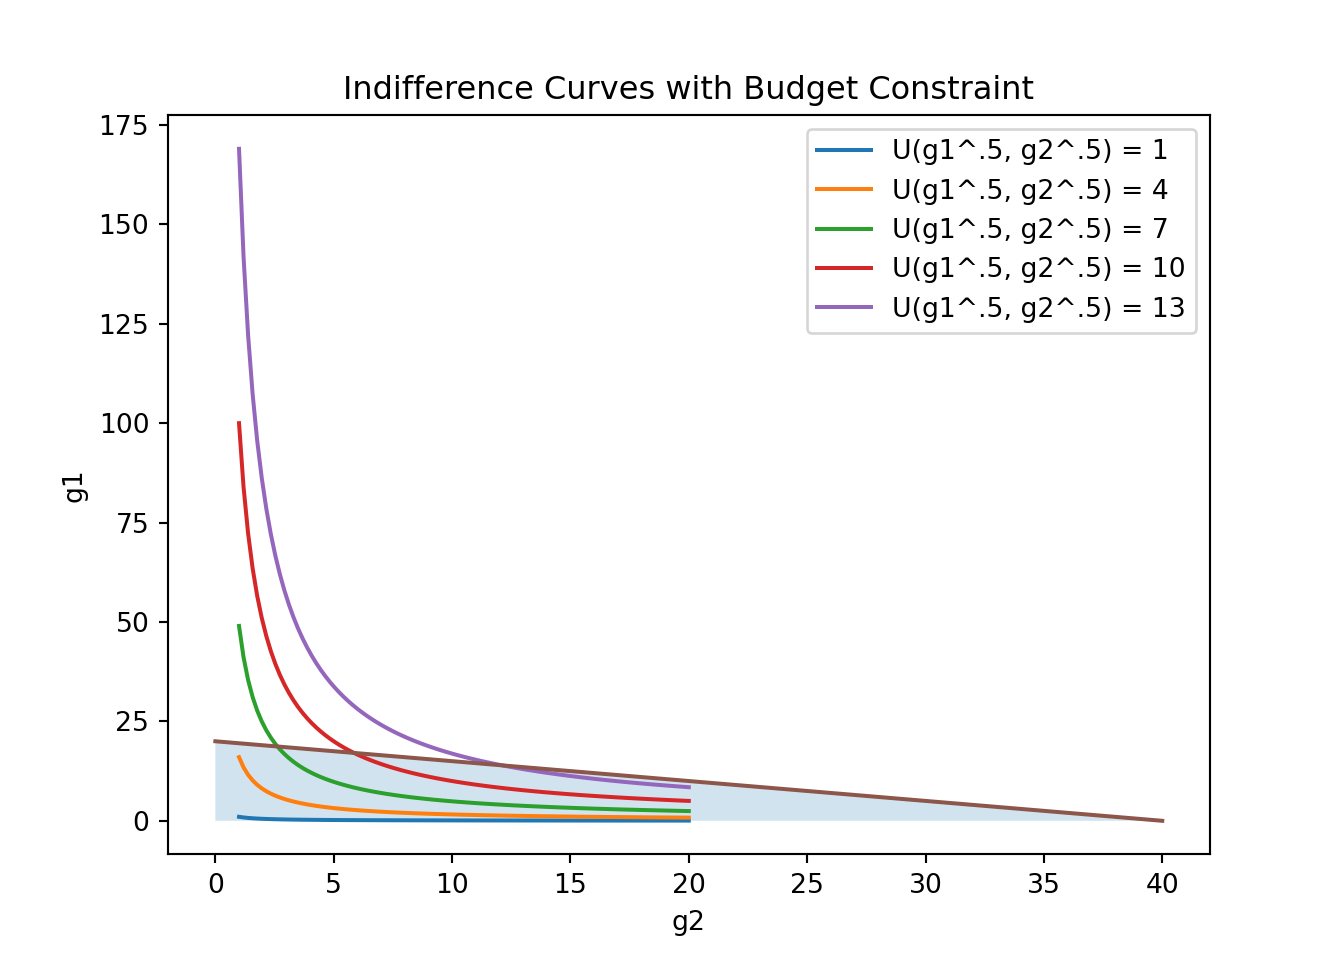 Indifference Curves with Budget Constraint
U(g1^.5, g2^.5) = 1
U(g1^.5, g2^.5) = 4
U(g1^.5, g2^.5) = 7
U(g1^.5, g2^.5) = 10
U(g1^.5, g2^.5) = 13
175
150
125
100
75
50
25
0
g1
0 5 10 15 20 25 30 35 40
g2